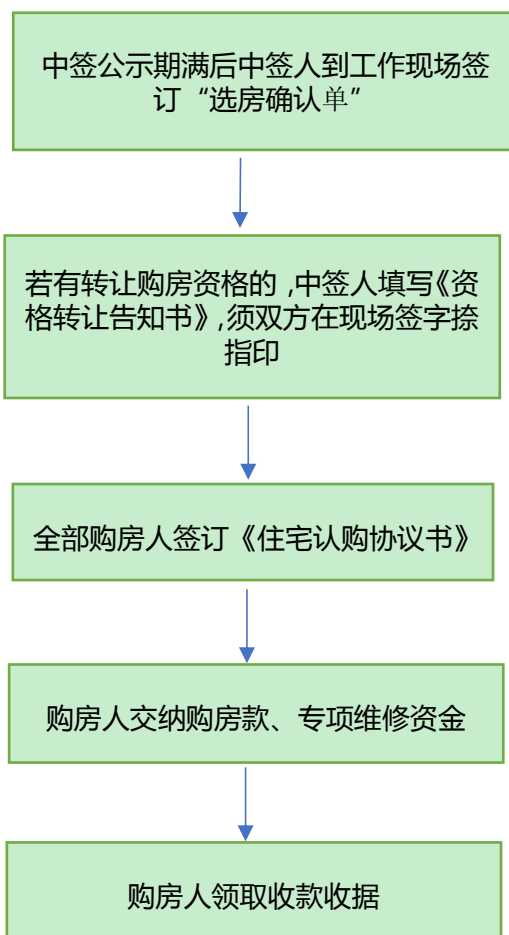 中签公示期满后中签人到工作现场签
订“选房确认单”
若有转让购房资格的 ,中签人填写《资
格转让告知书》,须双方在现场签字捺
指印
全部购房人签订《住宅认购协议书》
购房人交纳购房款、专项维修资金
购房人领取收款收据